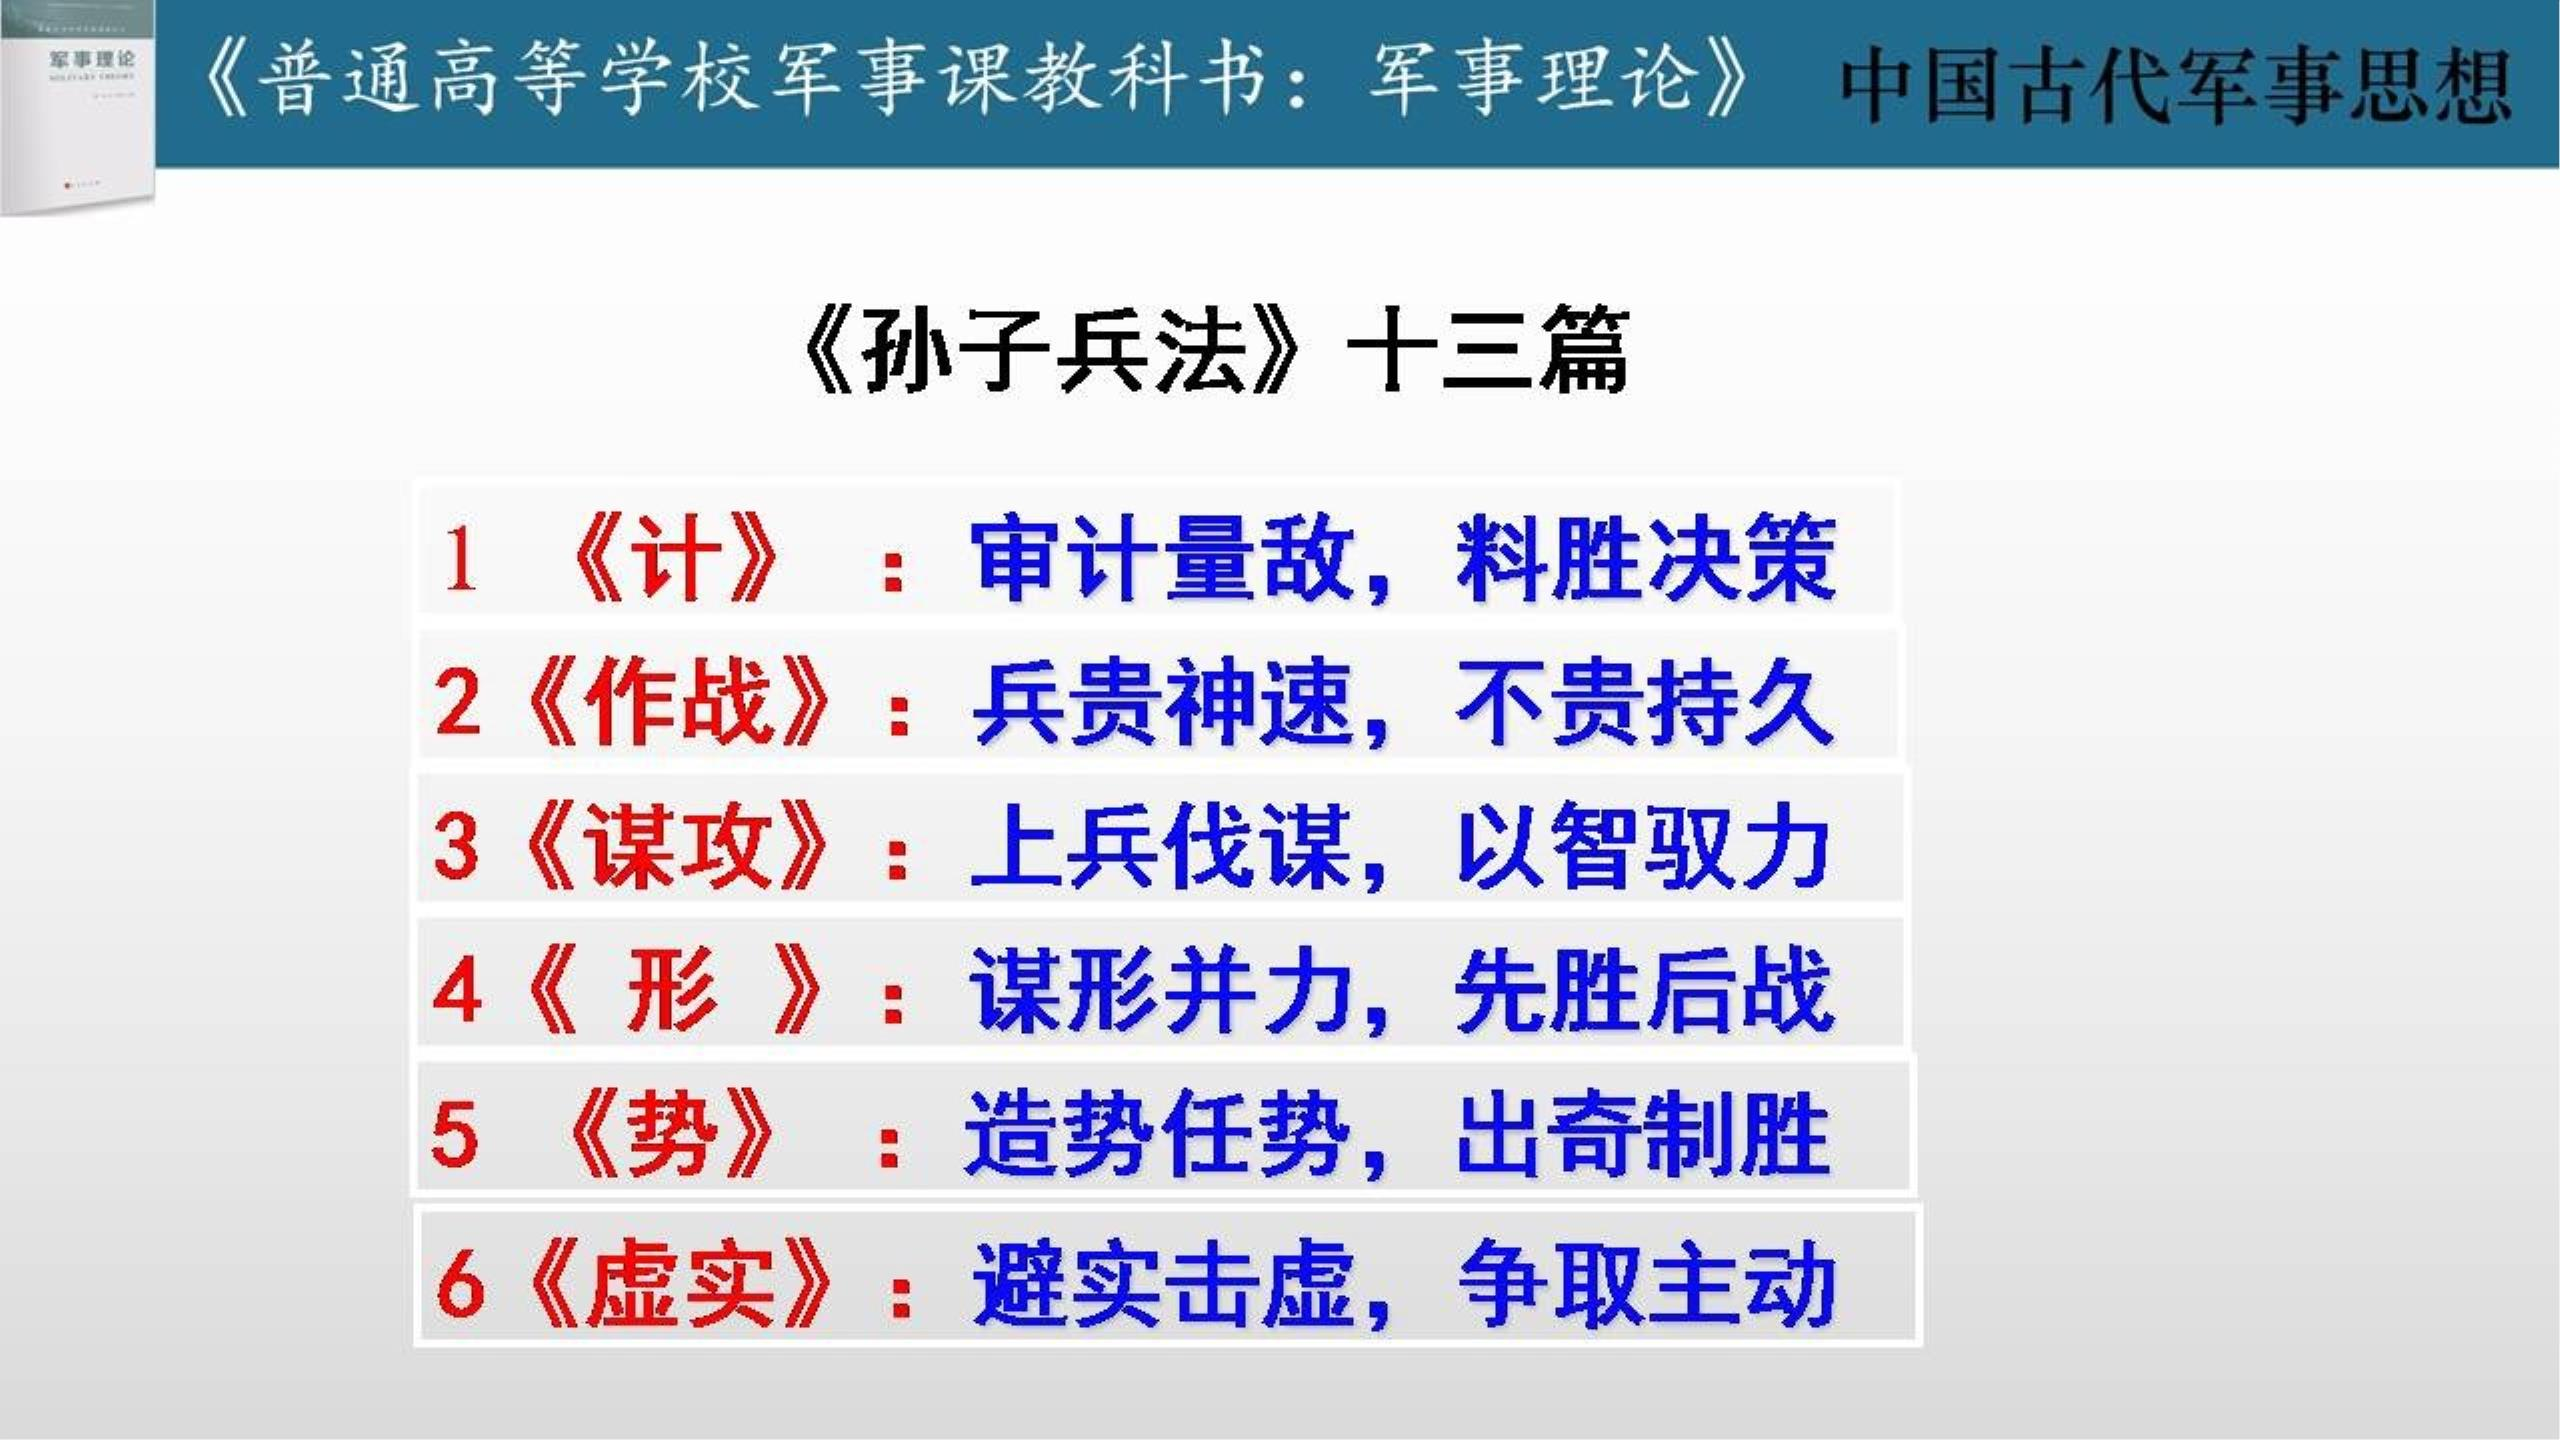 军事理论
MILITARY THEORY
《普通高等学校军事课教科书：军事理论》 中国古代军事思想
《孙子兵法》十三篇
1 《计》 ：审计量敌，料胜决策
2《作战》：兵贵神速，不贵持久
3《谋攻》：上兵伐谋，以智驭力
4《 形 》：谋形并力，先胜后战
5 《势》 ：造势任势，出奇制胜
6《虚实》：避实击虚，争取主动